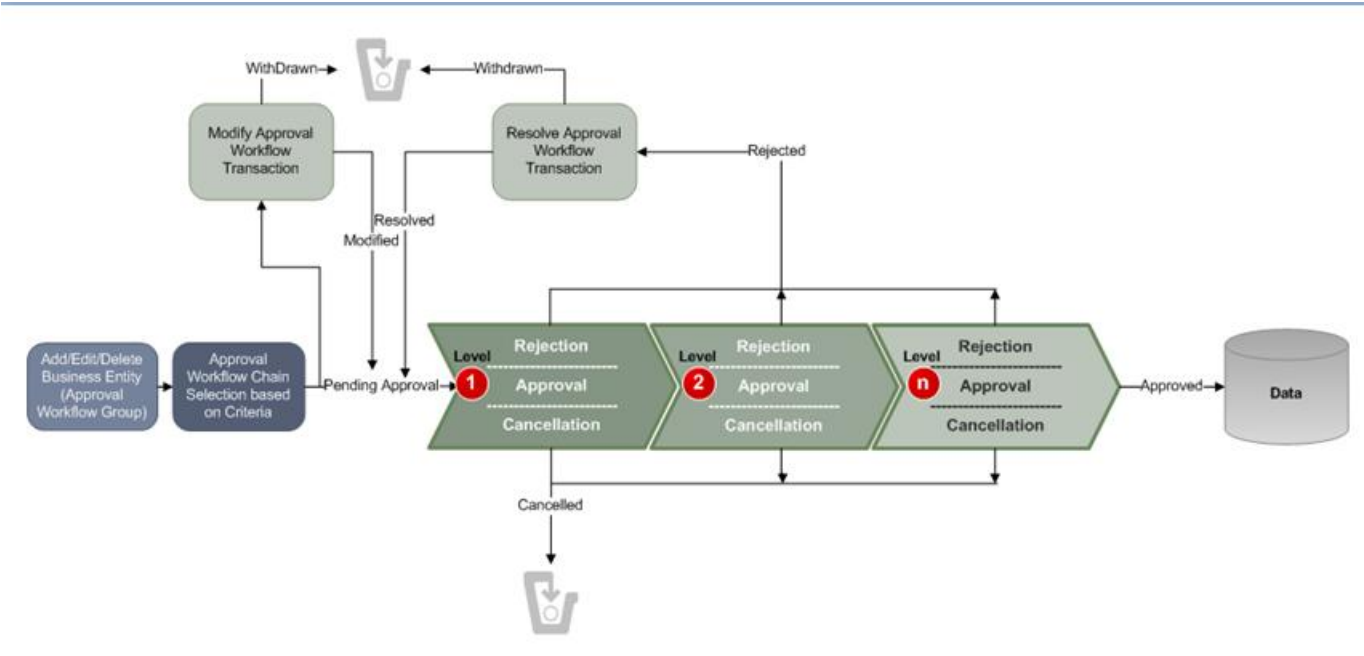 WithDrawn
Withdrawn
Modify Approval
Workflow
Transaction
Resolve Approval
Workflow
Transaction
Rejected
Resolved
Modified
Add/Edit/Delete
Business Entity
(Approval
Workflow Group)
Approval
Workflow Chain
Selection based
on Criteria
Pending Approval
Level
1
Rejection
Approval
Cancellation
Level
2
Rejection
Approval
Cancellation
Level
n
Rejection
Approval
Cancellation
Approved
Data
Cancelled